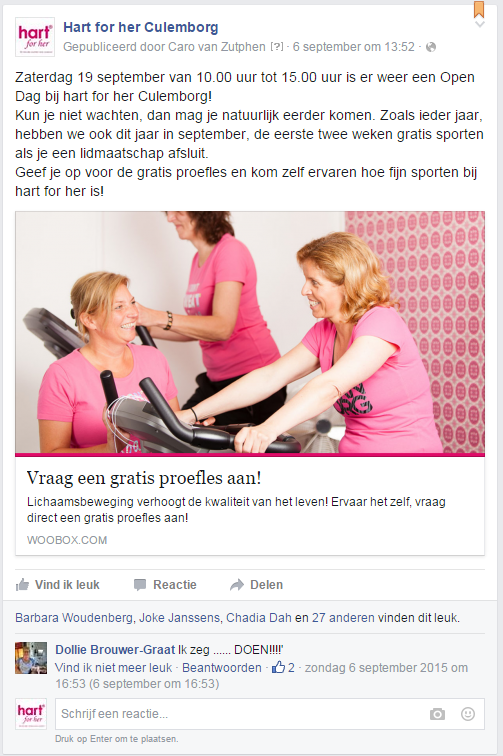 hart
for her
Hart for her Culemborg
Gepubliceerd door Caro van Zutphen [?] · 6 september om 13:52 ·
Zaterdag 19 september van 10.00 uur tot 15.00 uur is er weer een Open
Dag bij hart for her Culemborg!
Kun je niet wachten, dan mag je natuurlijk eerder komen. Zoals ieder jaar,
hebben we ook dit jaar in september, de eerste twee weken gratis sporten
als je een lidmaatschap afsluit.
Geef je op voor de gratis proefles en kom zelf ervaren hoe fijn sporten bij
hart for her is!
Vraag een gratis proefles aan!
Lichaamsbeweging verhoogt de kwaliteit van het leven! Ervaar het zelf, vraag
direct een gratis proefles aan!
WOOBOX.COM
Vind ik leuk Reactie Delen
Barbara Woudenberg, Joke Janssens, Chadia Dah en 27 anderen vinden dit leuk.
Dollie Brouwer-Graat Ik zeg ...... DOEN!!!!'
Vind ik niet meer leuk · Beantwoorden · 2 · zondag 6 september 2015 om
16:53 (6 september om 16:53)
hart
for her
Schrijf een reactie...
Druk op Enter om te plaatsen.